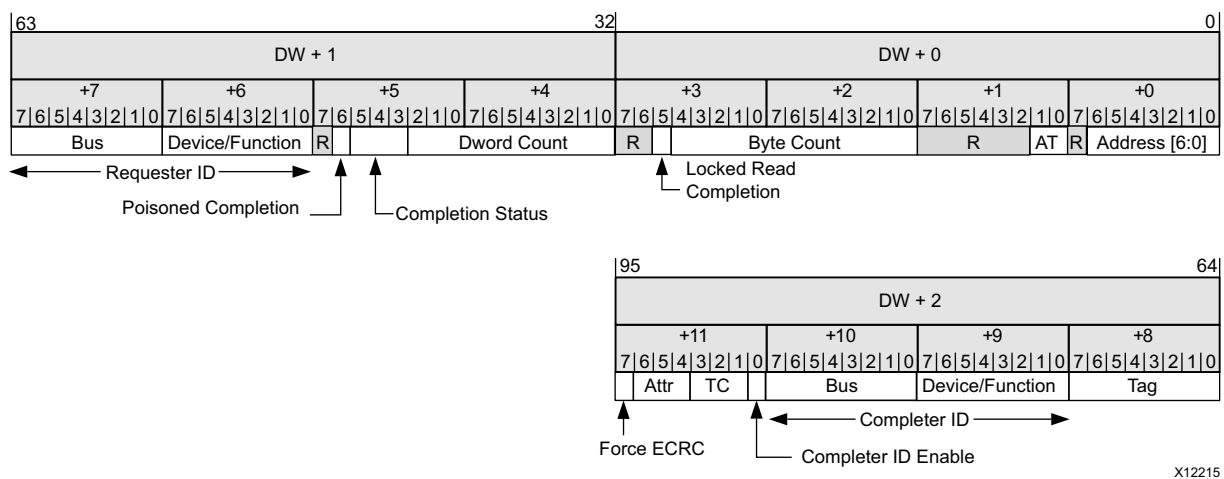 63 32 0
DW + 1 DW + 0
+7 +6 +5 +4 +3 +2 +1 +0
7|6|5|4|3|2|1|0 7|6|5|4|3|2|1|0 7|6|5|4|3|2|1|0 7|6|5|4|3|2|1|0 7|6|5|4|3|2|1|0 7|6|5|4|3|2|1|0 7|6|5|4|3|2|1|0 7|6|5|4|3|2|1|0
Bus Device/Function R Dword Count R Byte Count R AT R Address [6:0]
Requester ID Locked Read
Completion
Poisoned Completion Completion Status
95 64
DW + 2
+11 +10 +9 +8
7|6|5|4|3|2|1|0 7|6|5|4|3|2|1|0 7|6|5|4|3|2|1|0 7|6|5|4|3|2|1|0
Attr TC Bus Device/Function Tag
Completer ID
Force ECRC Completer ID Enable
X12215